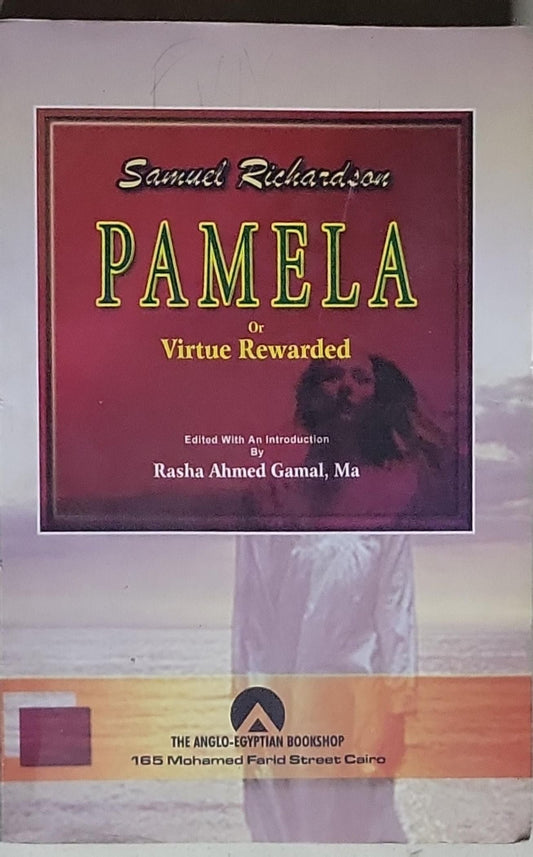 Samuel Richardson
PAMELA
Or
Virtue Rewarded
Edited With An Introduction
By
Rasha Ahmed Gamal, Ma
THE ANGLO-EGYPTIAN BOOKSHOP
165 Mohamed Farid Street Cairo